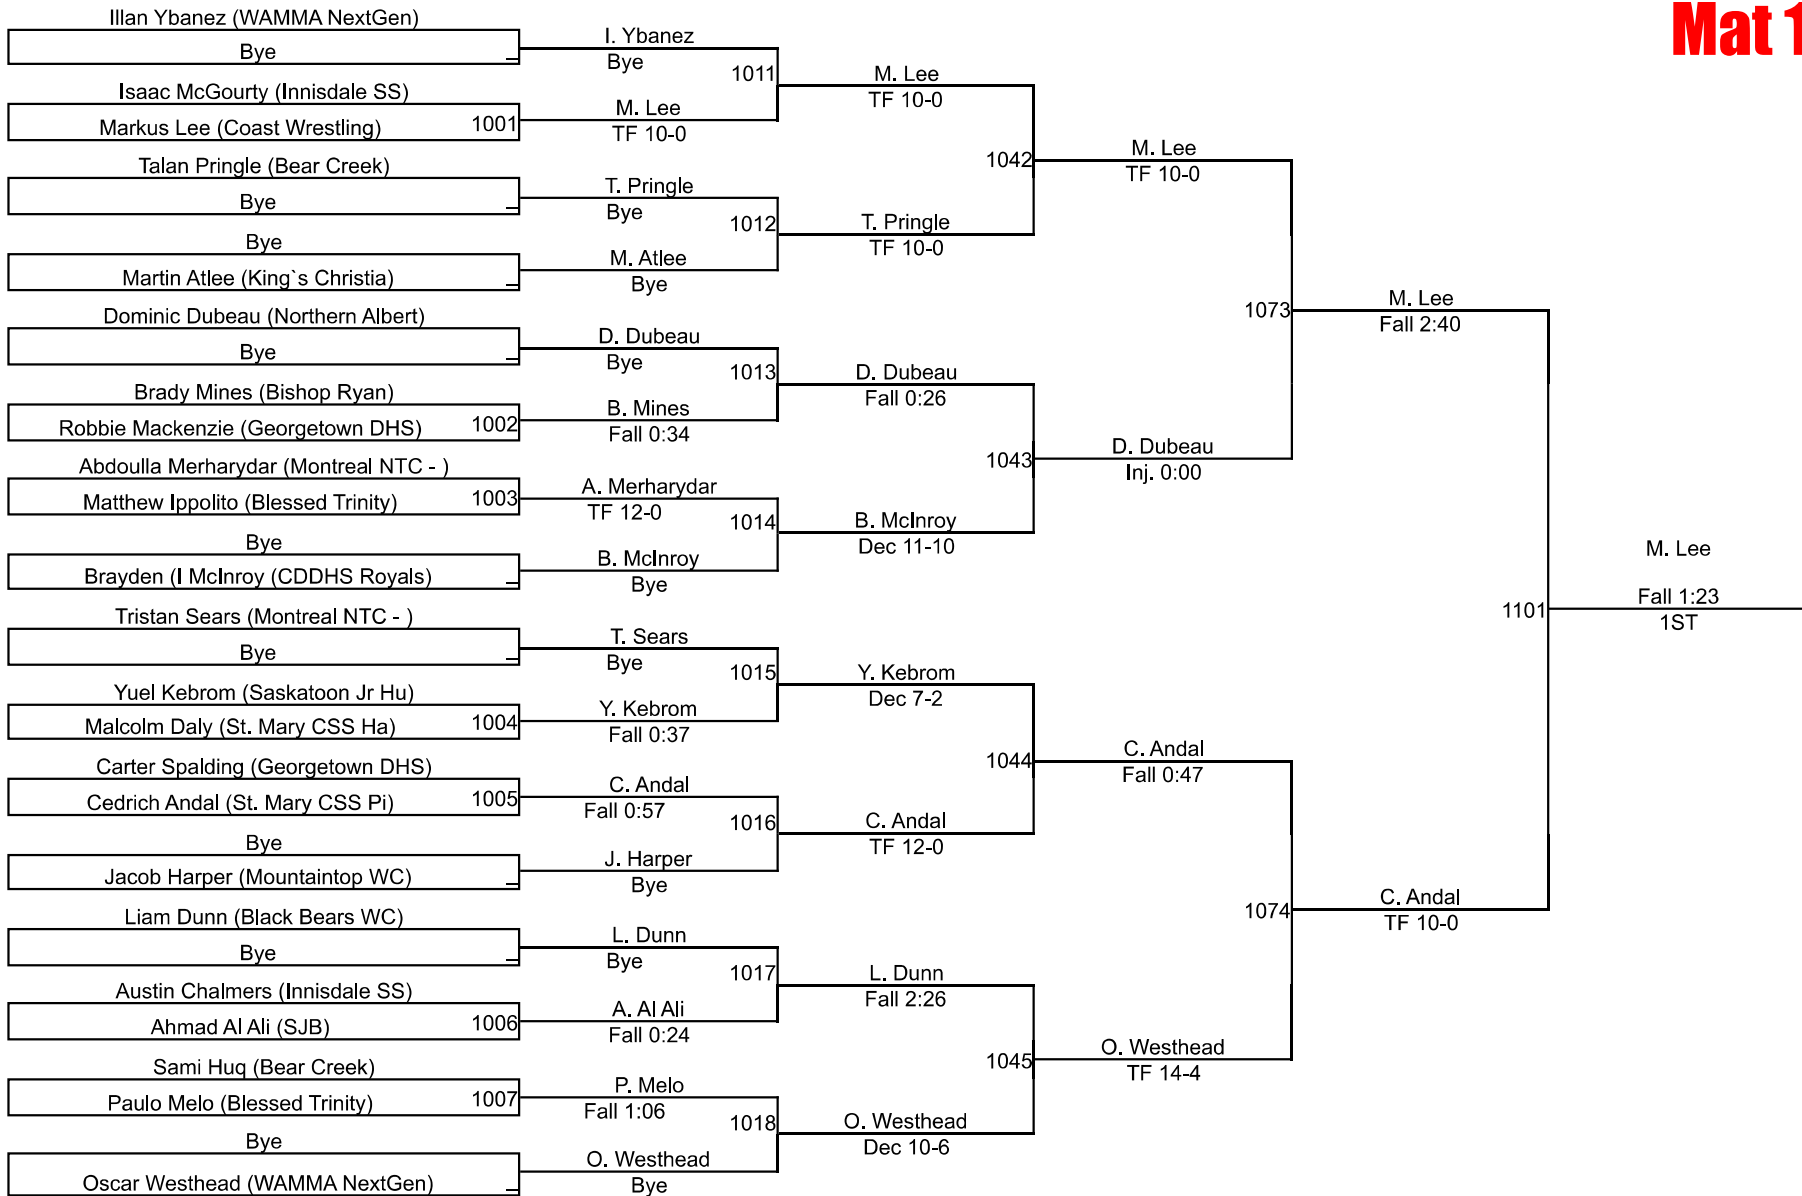 Mat 1
Illan Ybanez (WAMMA NextGen)
Bye
Isaac McGourty (Innisdale SS)
Markus Lee (Coast Wrestling) 1001
Talan Pringle (Bear Creek)
Bye
Bye
Martin Atlee (King`s Christia)
Dominic Dubeau (Northern Albert)
Bye
Brady Mines (Bishop Ryan)
Robbie Mackenzie (Georgetown DHS) 1002
Abdoulla Merharydar (Montreal NTC - )
Matthew Ippolito (Blessed Trinity) 1003
Bye
Brayden (I McInroy (CDDHS Royals)
Tristan Sears (Montreal NTC - )
Bye
Yuel Kebrom (Saskatoon Jr Hu)
Malcolm Daly (St. Mary CSS Ha) 1004
Carter Spalding (Georgetown DHS)
Cedrich Andal (St. Mary CSS Pi) 1005
Bye
Jacob Harper (Mountaintop WC)
Liam Dunn (Black Bears WC)
Bye
Austin Chalmers (Innisdale SS)
Ahmad Al Ali (SJB) 1006
Sami Huq (Bear Creek)
Paulo Melo (Blessed Trinity) 1007
Bye
Oscar Westhead (WAMMA NextGen)
I. Ybanez
Bye
1011
M. Lee
TF 10-0
T. Pringle
Bye
1012
M. Atlee
Bye
D. Dubeau
Bye
1013
B. Mines
Fall 0:34
A. Merharydar
TF 12-0
1014
B. McInroy
Bye
T. Sears
Bye
1015
Y. Kebrom
Fall 0:37
C. Andal
Fall 0:57
1016
J. Harper
Bye
L. Dunn
Bye
1017
A. Al Ali
Fall 0:24
P. Melo
Fall 1:06
1018
O. Westhead
Bye
M. Lee
TF 10-0
1042
T. Pringle
TF 10-0
D. Dubeau
Fall 0:26
1043
B. McInroy
Dec 11-10
Y. Kebrom
Dec 7-2
1044
C. Andal
TF 12-0
L. Dunn
Fall 2:26
1045
O. Westhead
Dec 10-6
M. Lee
TF 10-0
1073
D. Dubeau
Inj. 0:00
C. Andal
Fall 0:47
1074
O. Westhead
TF 14-4
M. Lee
Fall 2:40
1101
C. Andal
TF 10-0
M. Lee
Fall 1:23
1ST